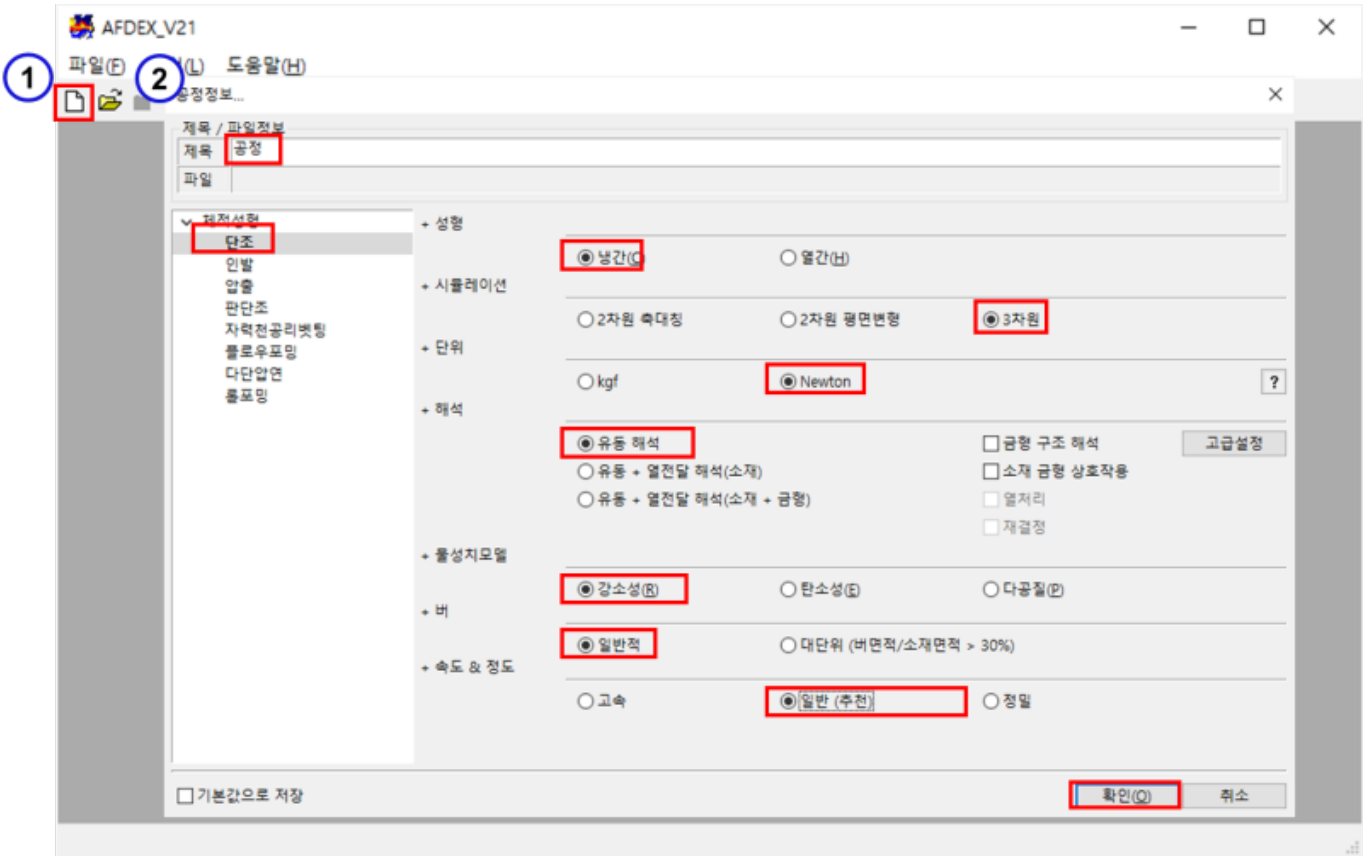 AFDEX_V21
파일(F) (L) 도움말(H)
1
2
공정정보...
제목 / 파일정보
제목 공정
파일
체적성형
단조
인발
압출
판단조
자력천공리벳팅
플로우포밍
다단압연
롤포밍
+ 성형
냉간(C) 열간(H)
+ 시뮬레이션
2차원 축대칭 2차원 평면변형 3차원
+ 단위
kgf Newton ?
+ 해석
유동 해석 금형 구조 해석 고급설정
유동 + 열전달 해석(소재) 소재 금형 상호작용
유동 + 열전달 해석(소재 + 금형) 열처리
재결정
+ 물성치모델
강소성(R) 탄소성(E) 다공질(P)
+ 버
일반적 대단위 (버면적/소재면적 > 30%)
+ 속도 & 정도
고속 일반 (추천) 정밀
기본값으로 저장 확인(O) 취소